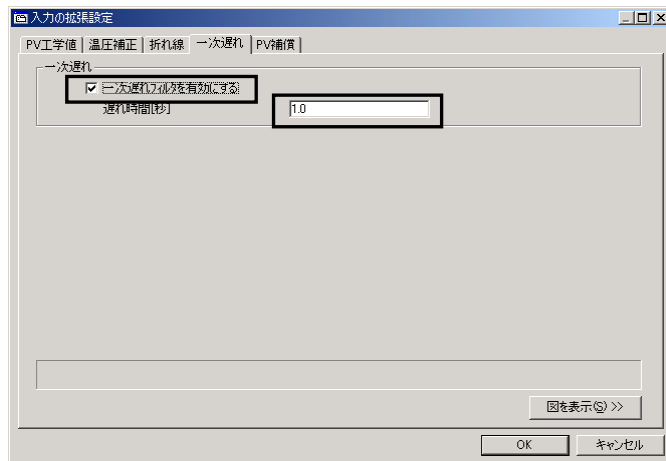 入力の拡張設定
PV工学値 温圧補正 折れ線 一次遅れ PV補償
一次遅れ
一次遅れフィルタを有効にする
遅れ時間[秒] 1.0
図を表示(S) >>
OK キャンセル